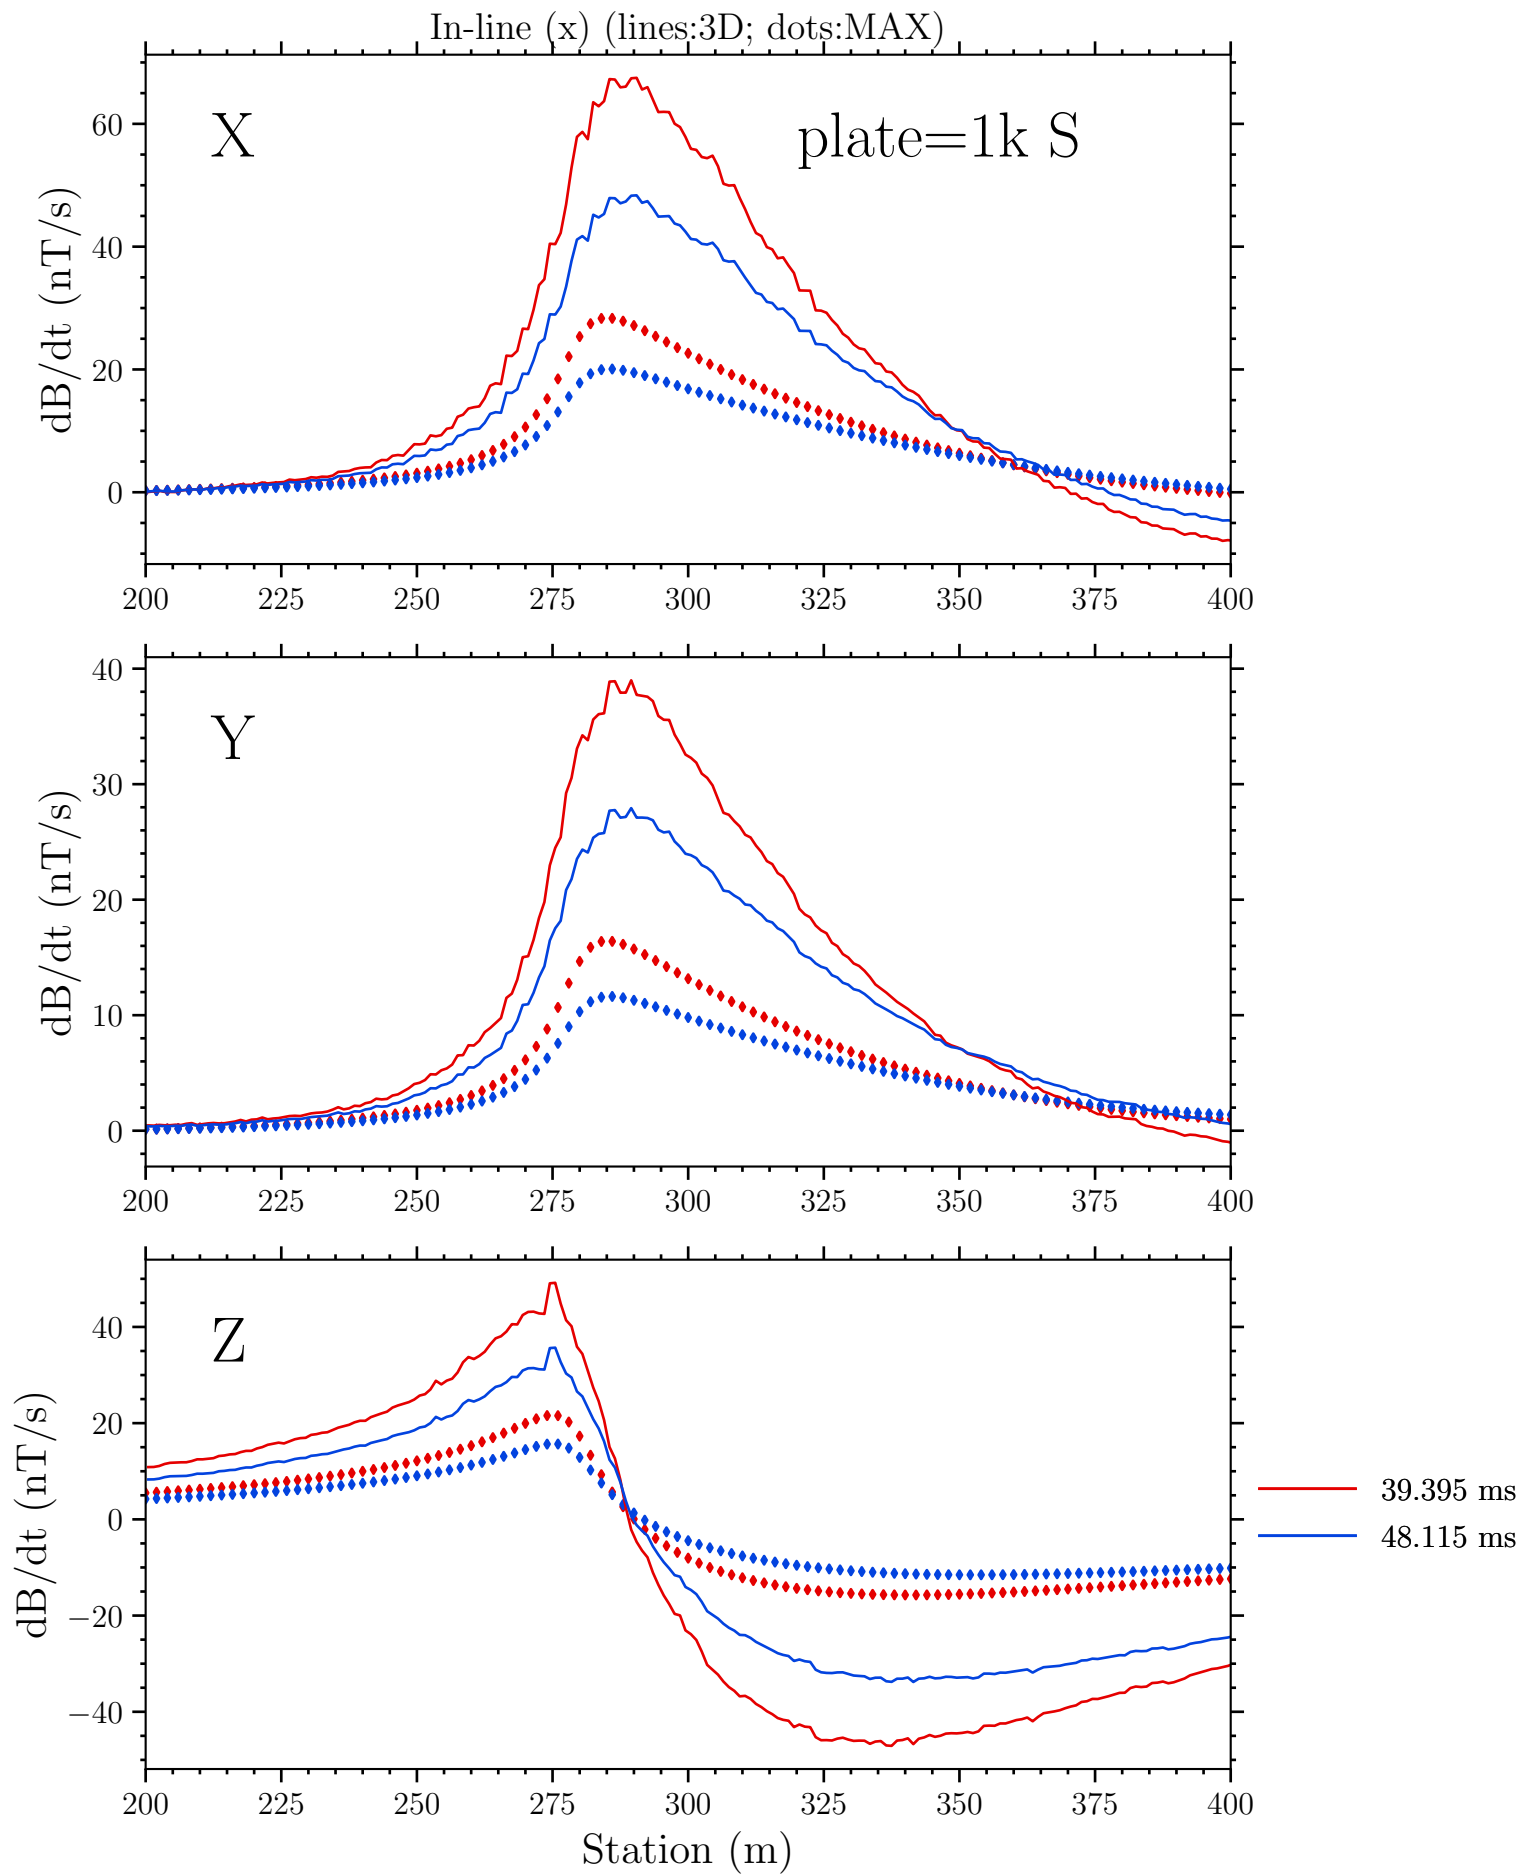 In-line (x) (lines:3D; dots:MAX)
X
plate=1k S
dB/dt (nT/s)
60
40
20
0
200 225 250 275 300 325 350 375 400
Y
dB/dt (nT/s)
40
30
20
10
0
200 225 250 275 300 325 350 375 400
Z
dB/dt (nT/s)
40
20
0
−20
−40
200 225 250 275 300 325 350 375 400
Station (m)
39.395 ms
48.115 ms